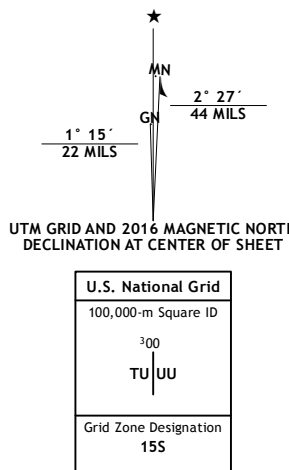 ★
MN
GN
2° 27´
44 MILS
1° 15´
22 MILS
UTM GRID AND 2016 MAGNETIC NORTH
DECLINATION AT CENTER OF SHEET
U.S. National Grid
100,000-m Square ID
³00
TU UU
Grid Zone Designation
15S